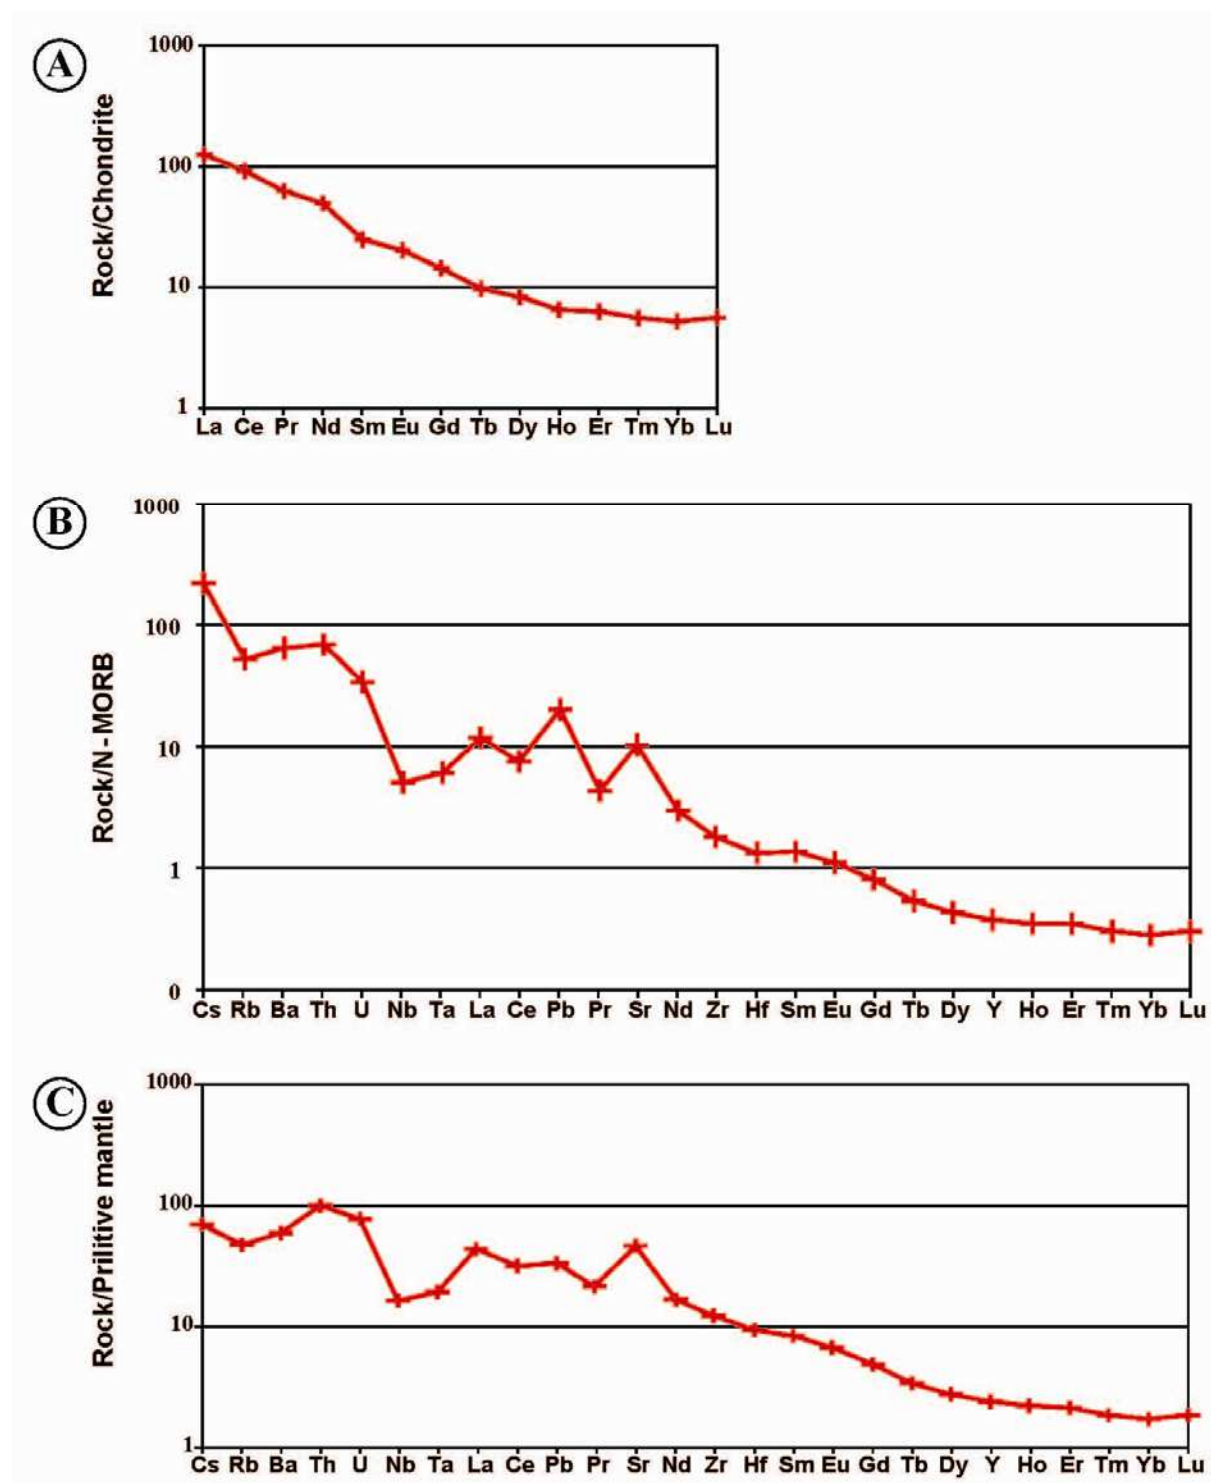 A
Rock/Chondrite
1000
100
10
1
La Ce Pr Nd Sm Eu Gd Tb Dy Ho Er Tm Yb Lu
B
Rock/N-MORB
1000
100
10
1
0
Cs Rb Ba Th U Nb Ta La Ce Pb Pr Sr Nd Zr Hf Sm Eu Gd Tb Dy Y Ho Er Tm Yb Lu
C
Rock/Prilitive mantle
1000
100
10
1
Cs Rb Ba Th U Nb Ta La Ce Pb Pr Sr Nd Zr Hf Sm Eu Gd Tb Dy Y Ho Er Tm Yb Lu